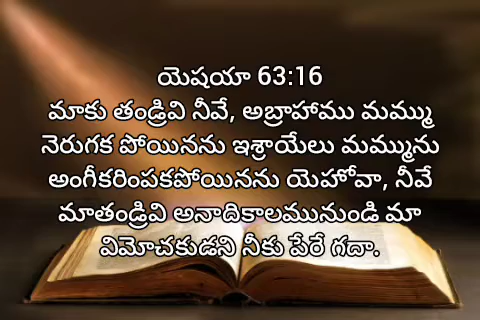 యెషయా 63:16
మాకు తండ్రివి నీవే, అబ్రాహాము మమ్ము
నెరుగక పోయినను ఇశ్రాయేలు మమ్మును
అంగీకరింపకపోయినను యెహోవా, నీవే
మాతండ్రివి అనాదికాలమునుండి మా
విమోచకుడని నీకు పేరే గదా.